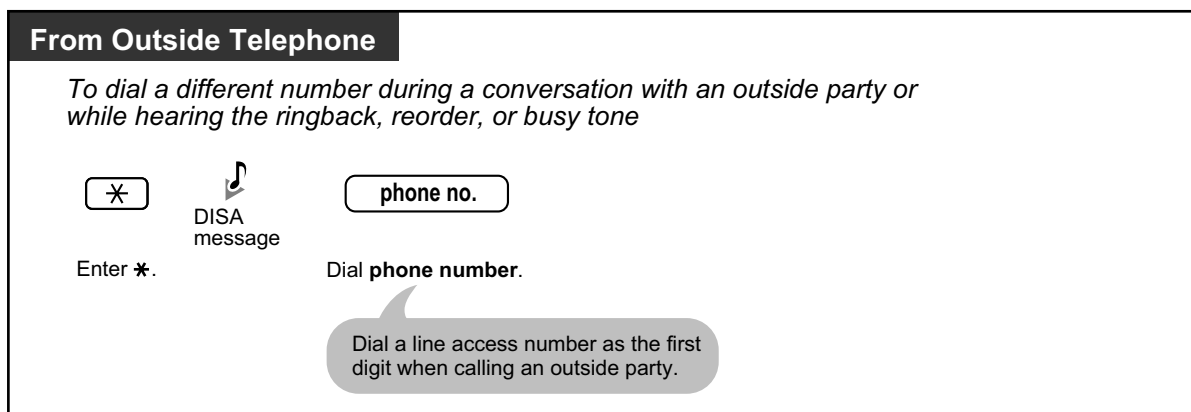 From Outside Telephone
To dial a different number during a conversation with an outside party or
while hearing the ringback, reorder, or busy tone
*
phone no.
DISA
message
Enter *.
Dial phone number.
Dial a line access number as the first
digit when calling an outside party.